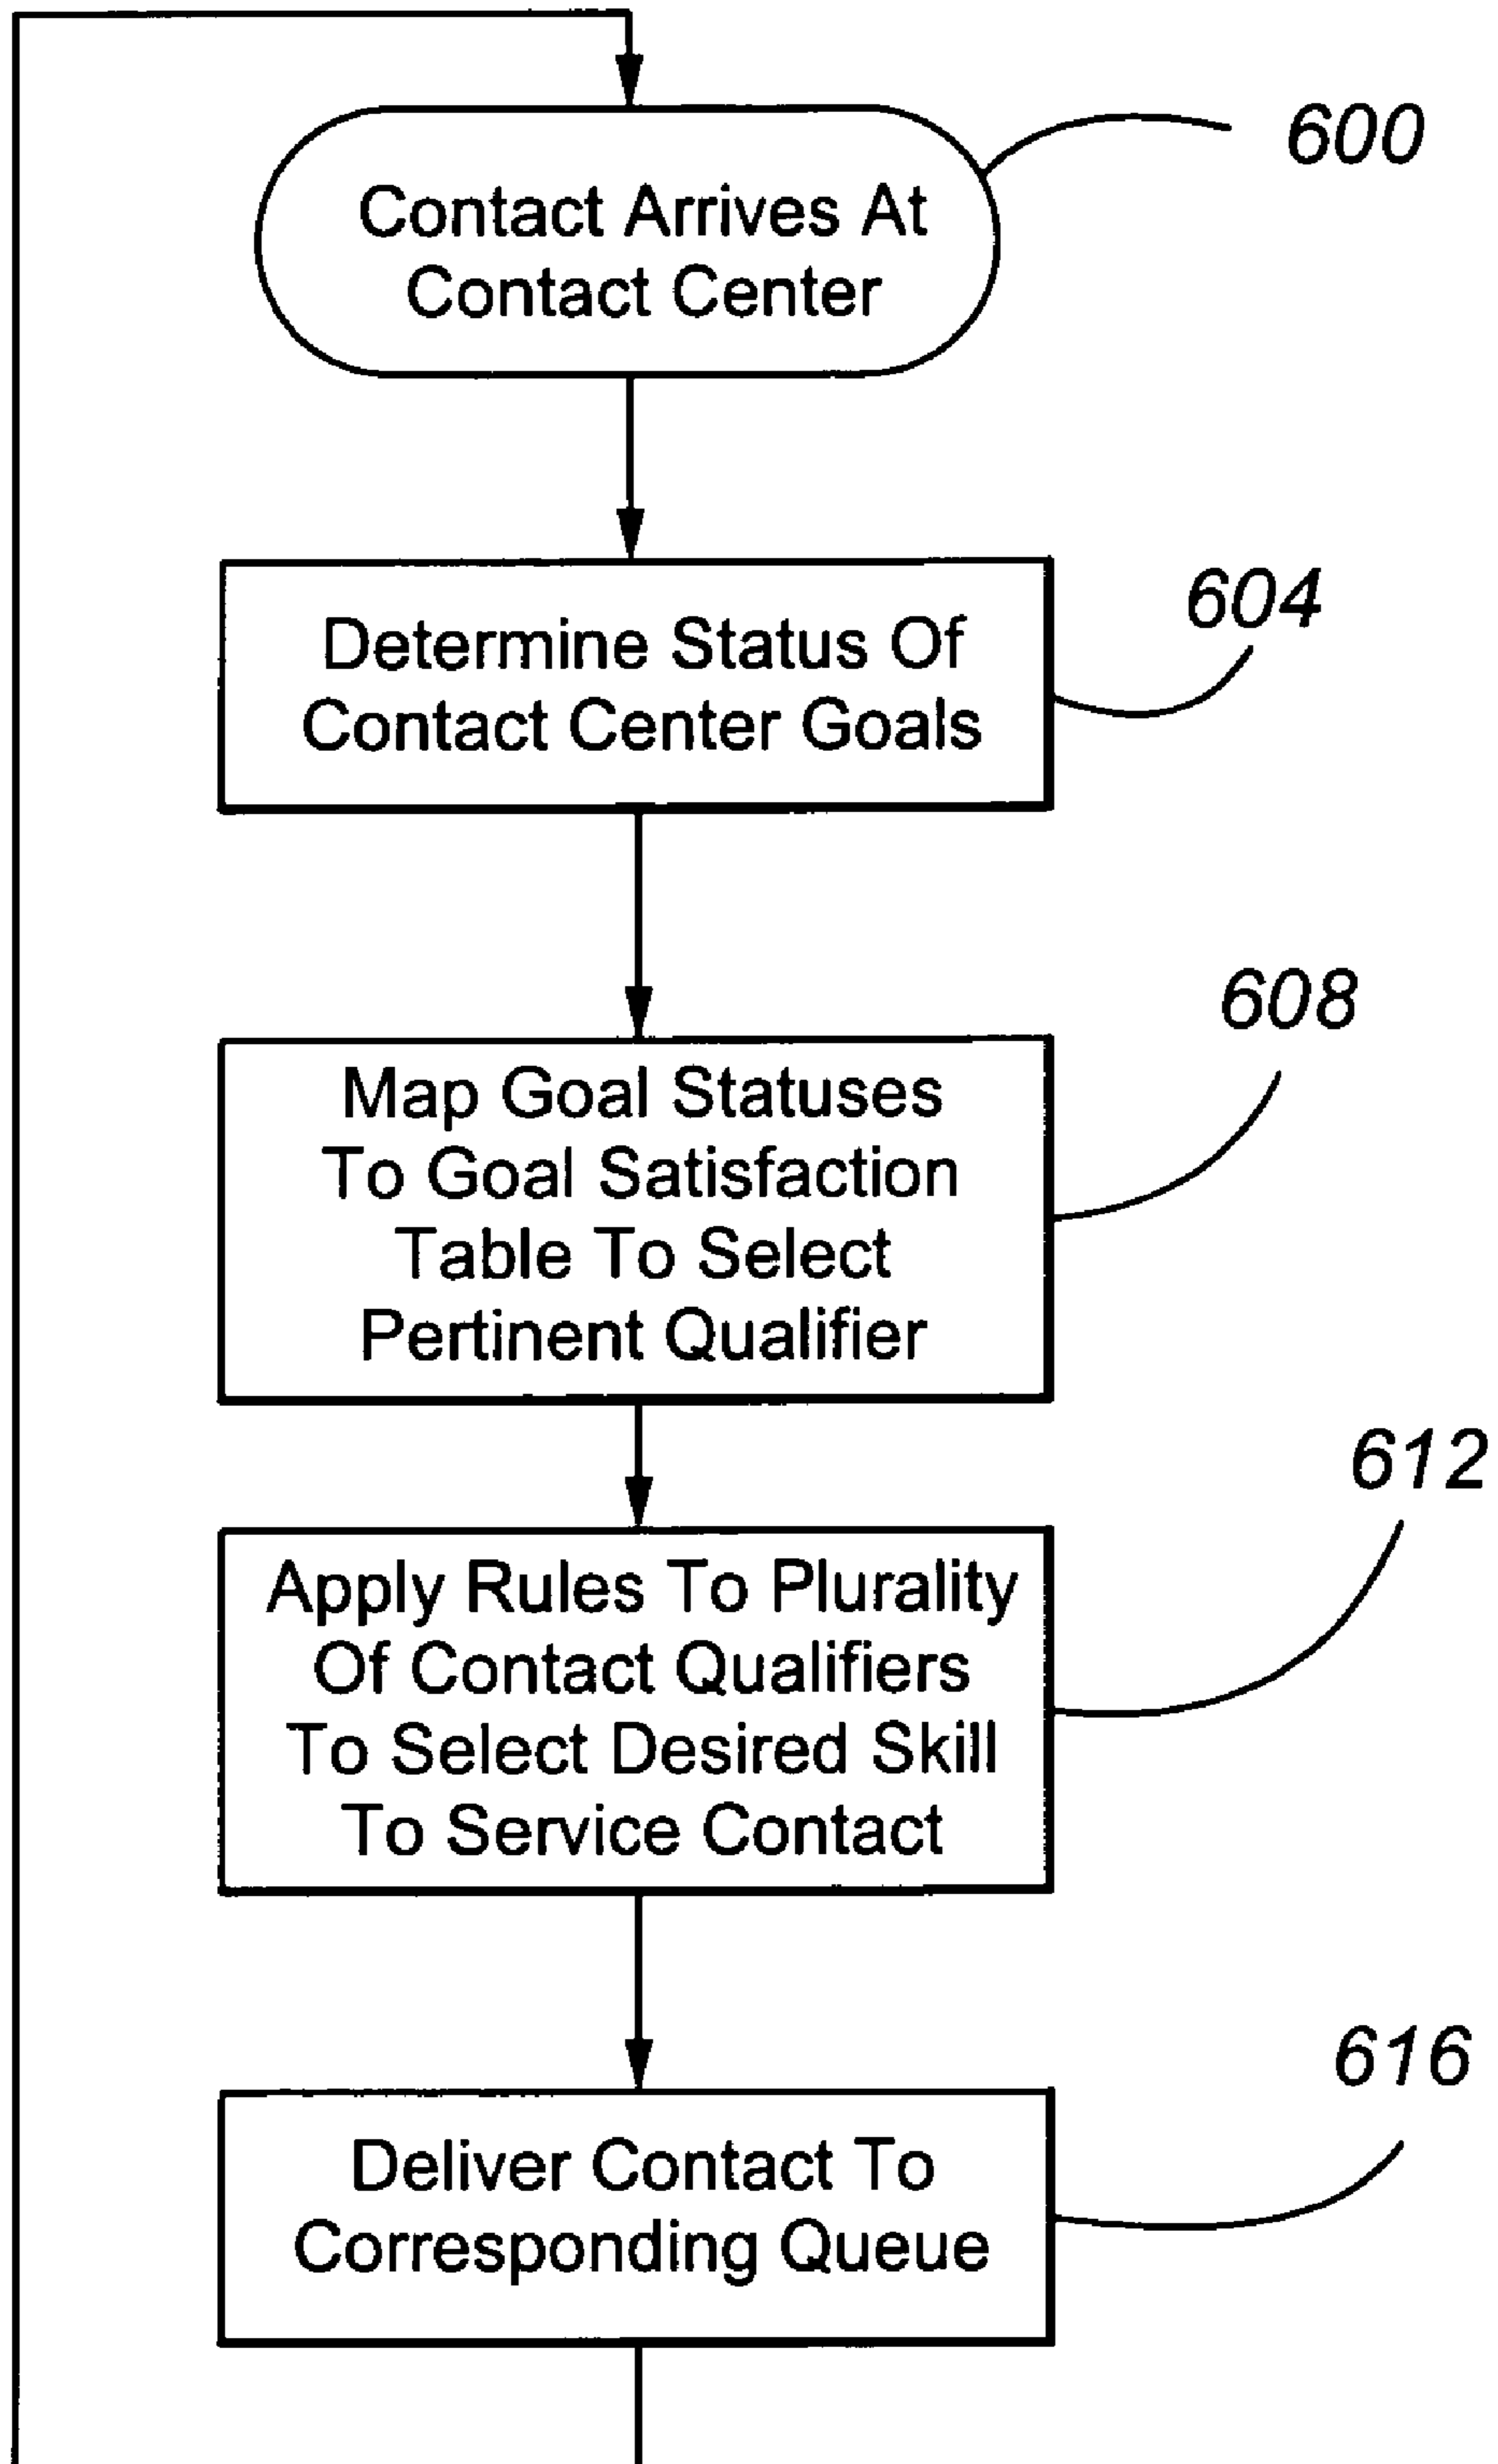 600
Contact Arrives At
Contact Center
604
Determine Status Of
Contact Center Goals
608
Map Goal Statuses
To Goal Satisfaction
Table To Select
Pertinent Qualifier
612
Apply Rules To Plurality
Of Contact Qualifiers
To Select Desired Skill
To Service Contact
616
Deliver Contact To
Corresponding Queue